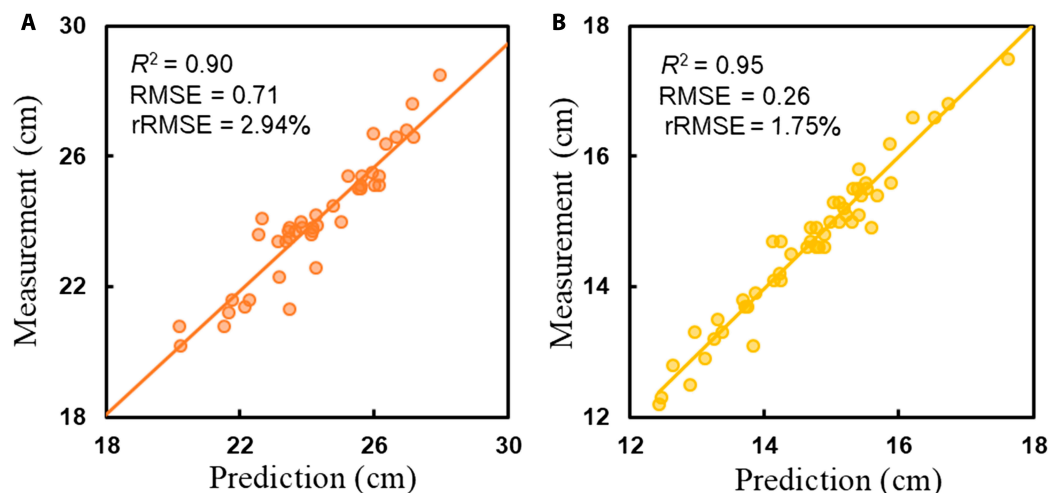 A
30
R² = 0.90
RMSE = 0.71
rRMSE = 2.94%
26
22
18
Measurement (cm)
18 22 26 30
Prediction (cm)
B
18
R² = 0.95
RMSE = 0.26
rRMSE = 1.75%
16
14
12
Measurement (cm)
12 14 16 18
Prediction (cm)